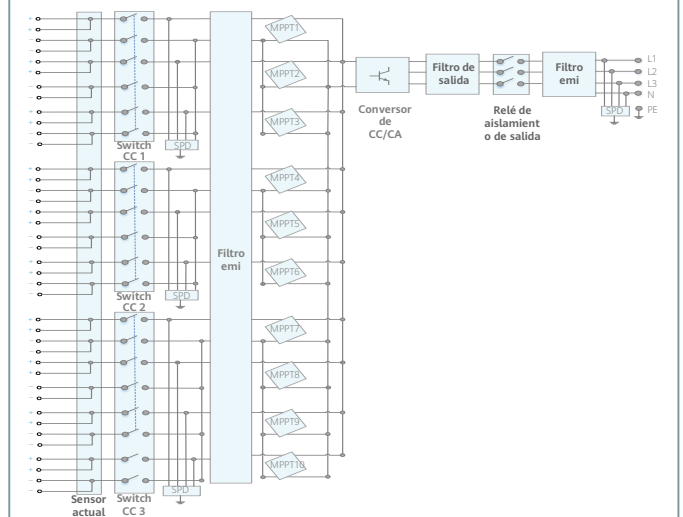 MPPT1
MPPT2
MPPT3
Switch
CC 1
SPD
MPPT4
MPPT5
MPPT6
Switch
CC 2
SPD
MPPT7
MPPT8
MPPT9
MPPT10
Sensor
actual
Switch
CC 3
SPD
Filtro
emi
Conversor
de
CC/CA
Filtro de
salida
Relé de
aislamient
o de salida
Filtro
emi
L1
L2
L3
N
SPD
PE